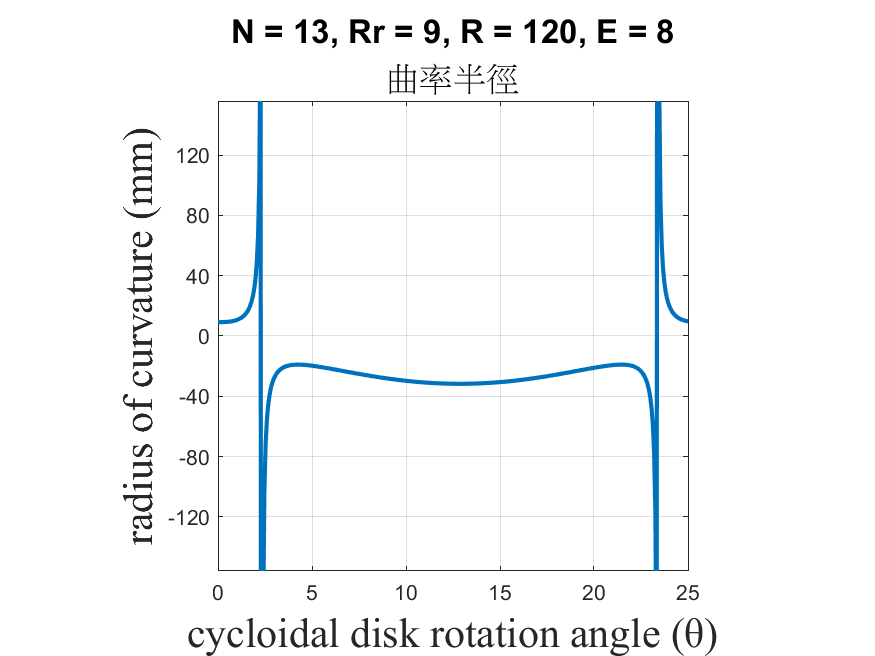 N = 13, Rr = 9, R = 120, E = 8
曲率半徑
radius of curvature (mm)
120
80
40
0
-40
-80
-120
0 5 10 15 20 25
cycloidal disk rotation angle (θ)